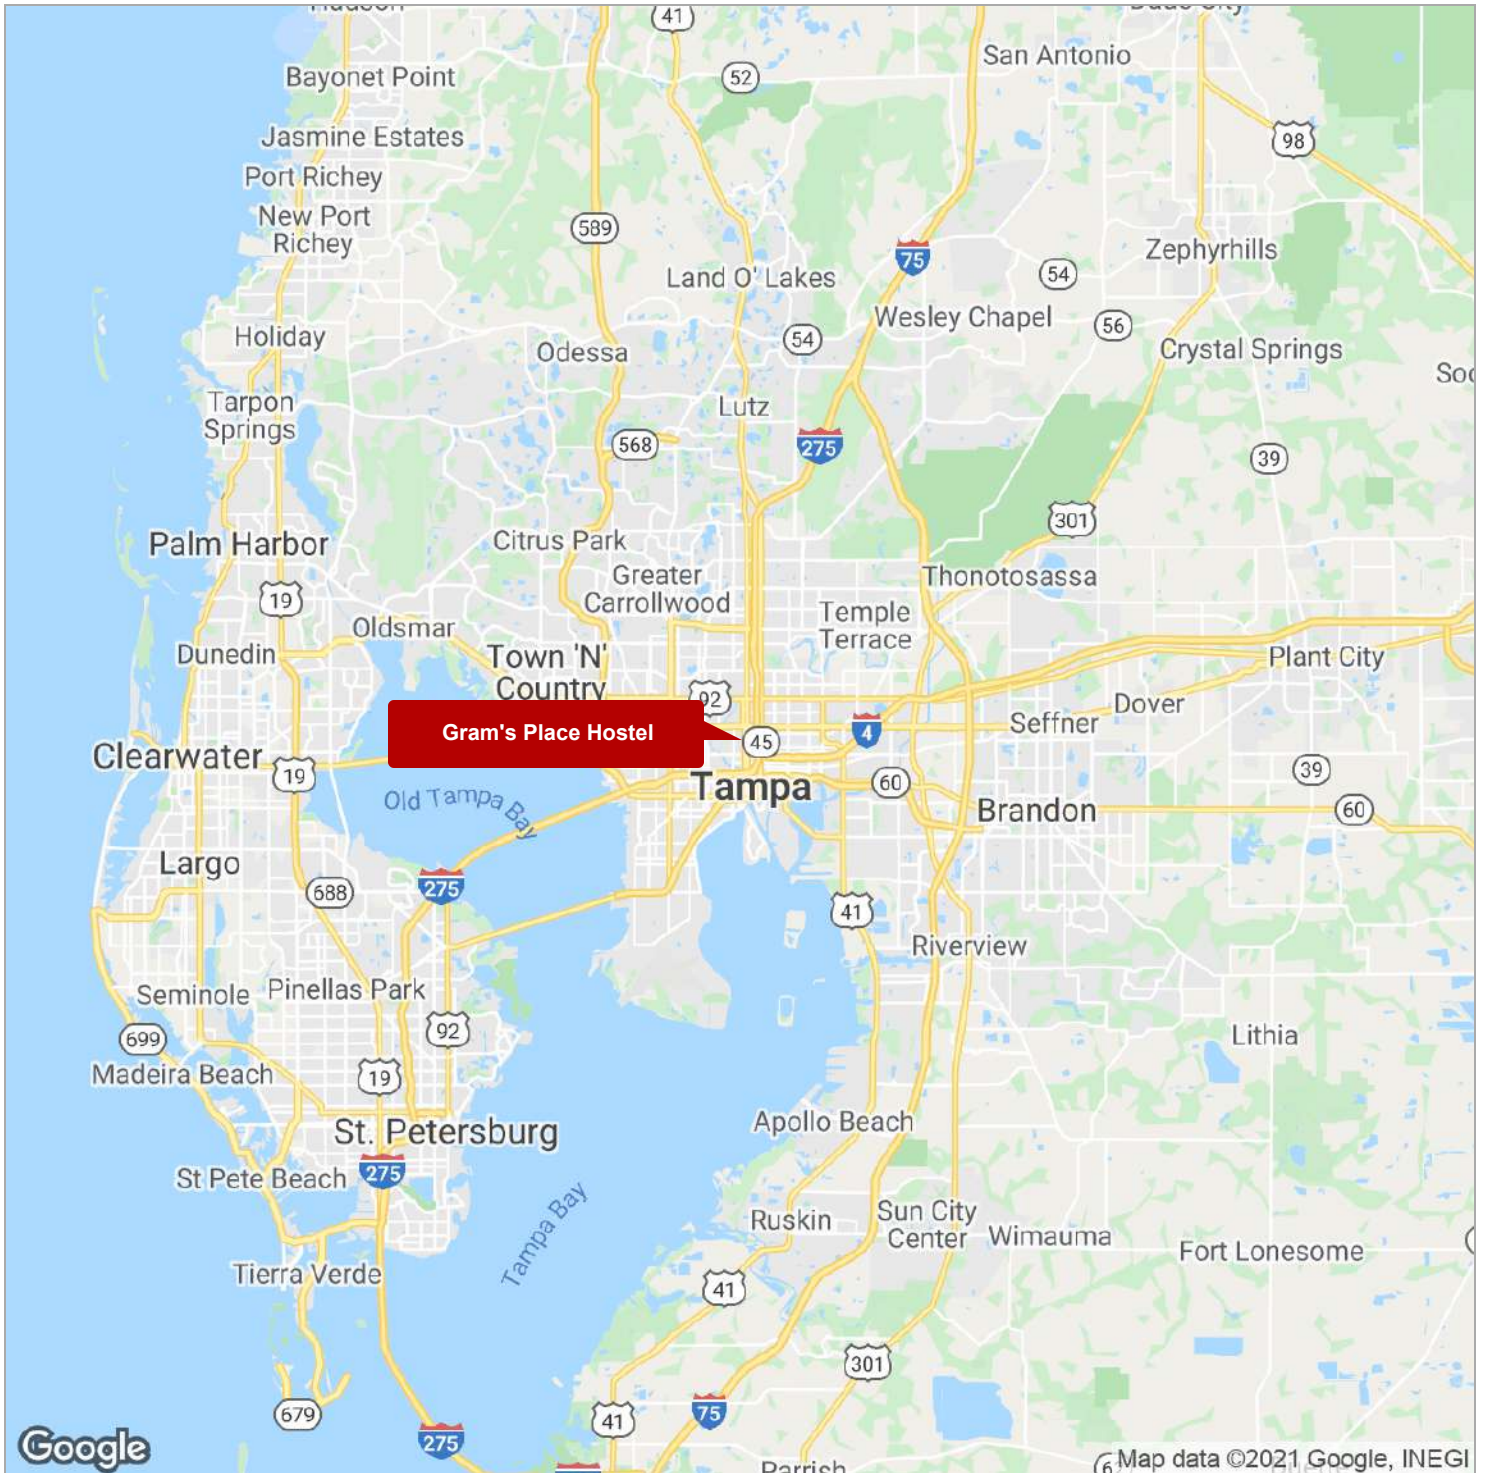 Hudson
41
Dade City
San Antonio
52
Bayonet Point
98
Jasmine Estates
Port Richey
New Port
Richey
589
75
Zephyrhills
Land O' Lakes
54
Wesley Chapel
56
Holiday
54
Odessa
Crystal Springs
Tarpon
Springs
Lutz
568
275
39
301
Palm Harbor
Citrus Park
Greater
Carrollwood
Thonotosassa
19
Temple
Terrace
Oldsmar
Dunedin
Town 'N'
Country
Plant City
92
Dover
Gram's Place Hostel
45
4
Seffner
Clearwater
19
Tampa
60
39
Old Tampa Bay
Brandon
60
Largo
688
275
41
Riverview
Seminole
Pinellas Park
699
92
Lithia
Madeira Beach
19
St. Petersburg
Apollo Beach
St Pete Beach
275
Tampa Bay
Ruskin
Sun City
Center
Wimauma
Fort Lonesome
Tierra Verde
41
301
679
41
75
275
Google
Parrish
Map data ©2021 Google, INEGI